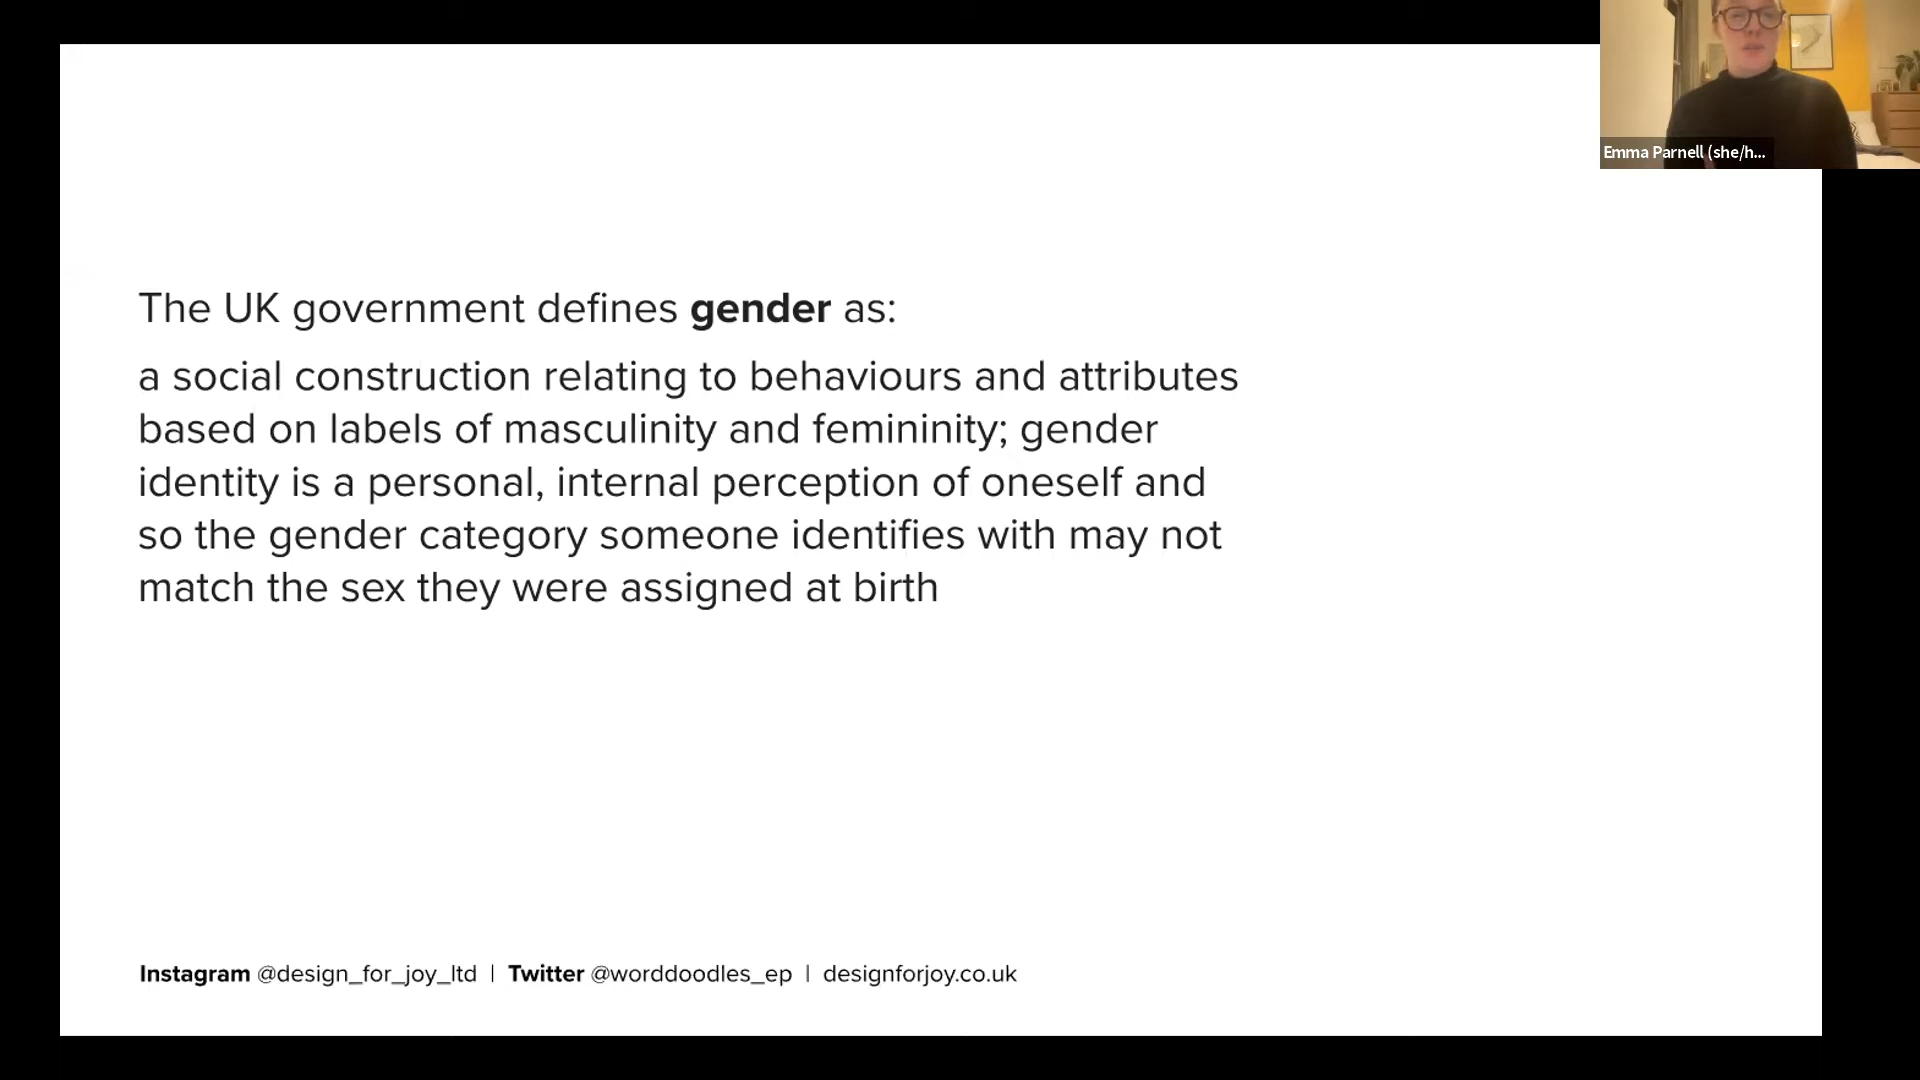 Emma Parnell (she/h...
The UK government defines gender as:
a social construction relating to behaviours and attributes
based on labels of masculinity and femininity; gender
identity is a personal, internal perception of oneself and
so the gender category someone identifies with may not
match the sex they were assigned at birth
Instagram @design_for_joy_ltd | Twitter @worddoodles_ep | designforjoy.co.uk